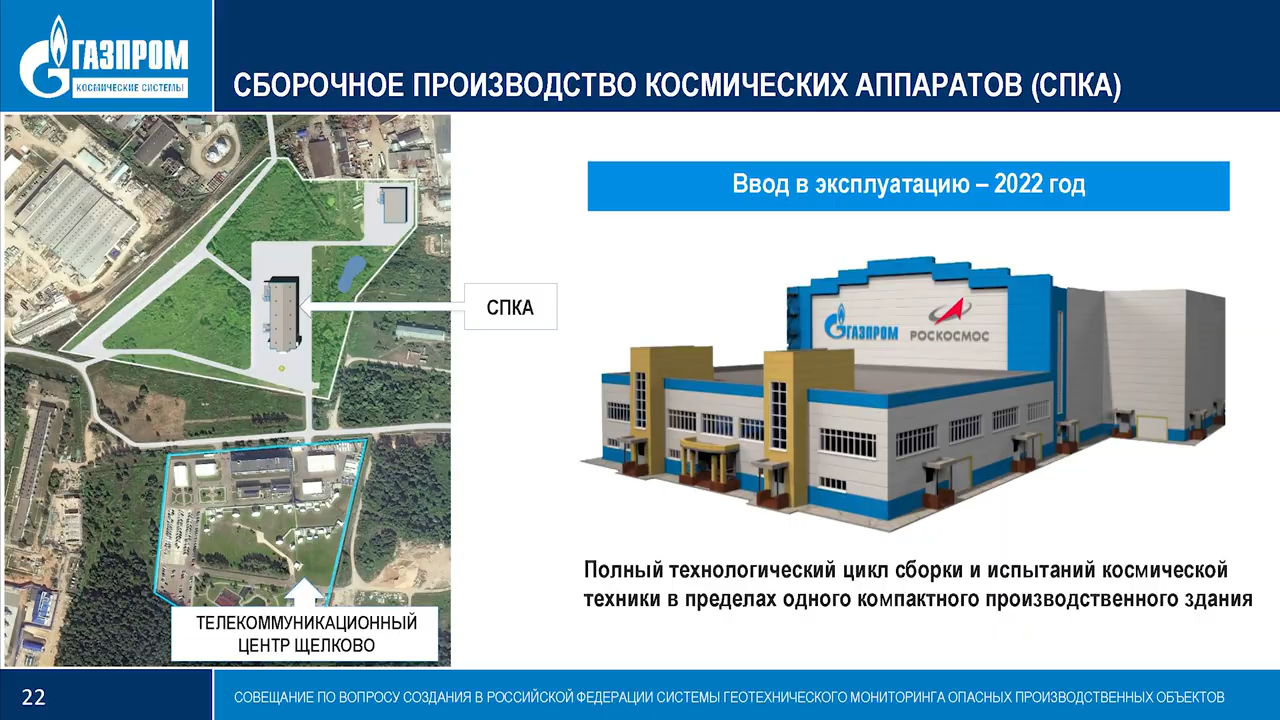 ГАЗПРОМ
КОСМИЧЕСКИЕ СИСТЕМЫ
СБОРОЧНОЕ ПРОИЗВОДСТВО КОСМИЧЕСКИХ АППАРАТОВ (СПКА)
Ввод в эксплуатацию – 2022 год
СПКА
ГАЗПРОМ
РОСКОСМОС
Полный технологический цикл сборки и испытаний космической
техники в пределах одного компактного производственного здания
ТЕЛЕКОММУНИКАЦИОННЫЙ
ЦЕНТР ЩЕЛКОВО
22
СОВЕЩАНИЕ ПО ВОПРОСУ СОЗДАНИЯ В РОССИЙСКОЙ ФЕДЕРАЦИИ СИСТЕМЫ ГЕОТЕХНИЧЕСКОГО МОНИТОРИНГА ОПАСНЫХ ПРОИЗВОДСТВЕННЫХ ОБЪЕКТОВ